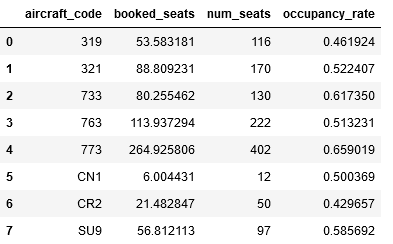 aircraft_code booked_seats num_seats occupancy_rate
0 319 53.583181 116 0.461924
1 321 88.809231 170 0.522407
2 733 80.255462 130 0.617350
3 763 113.937294 222 0.513231
4 773 264.925806 402 0.659019
5 CN1 6.004431 12 0.500369
6 CR2 21.482847 50 0.429657
7 SU9 56.812113 97 0.585692